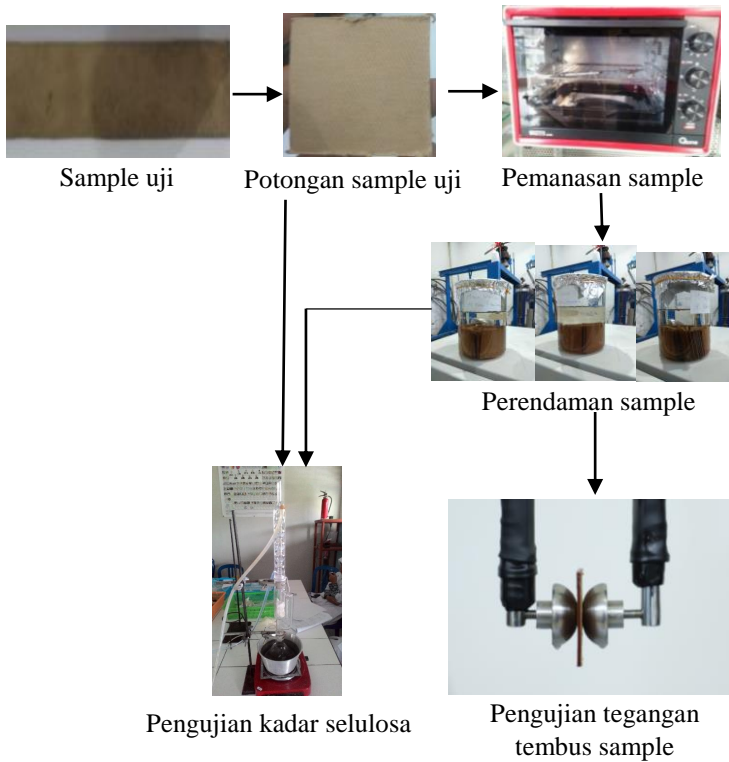 Sample uji
Potongan sample uji
Pemanasan sample
Perendaman sample
Pengujian kadar selulosa
Pengujian tegangan
tembus sample